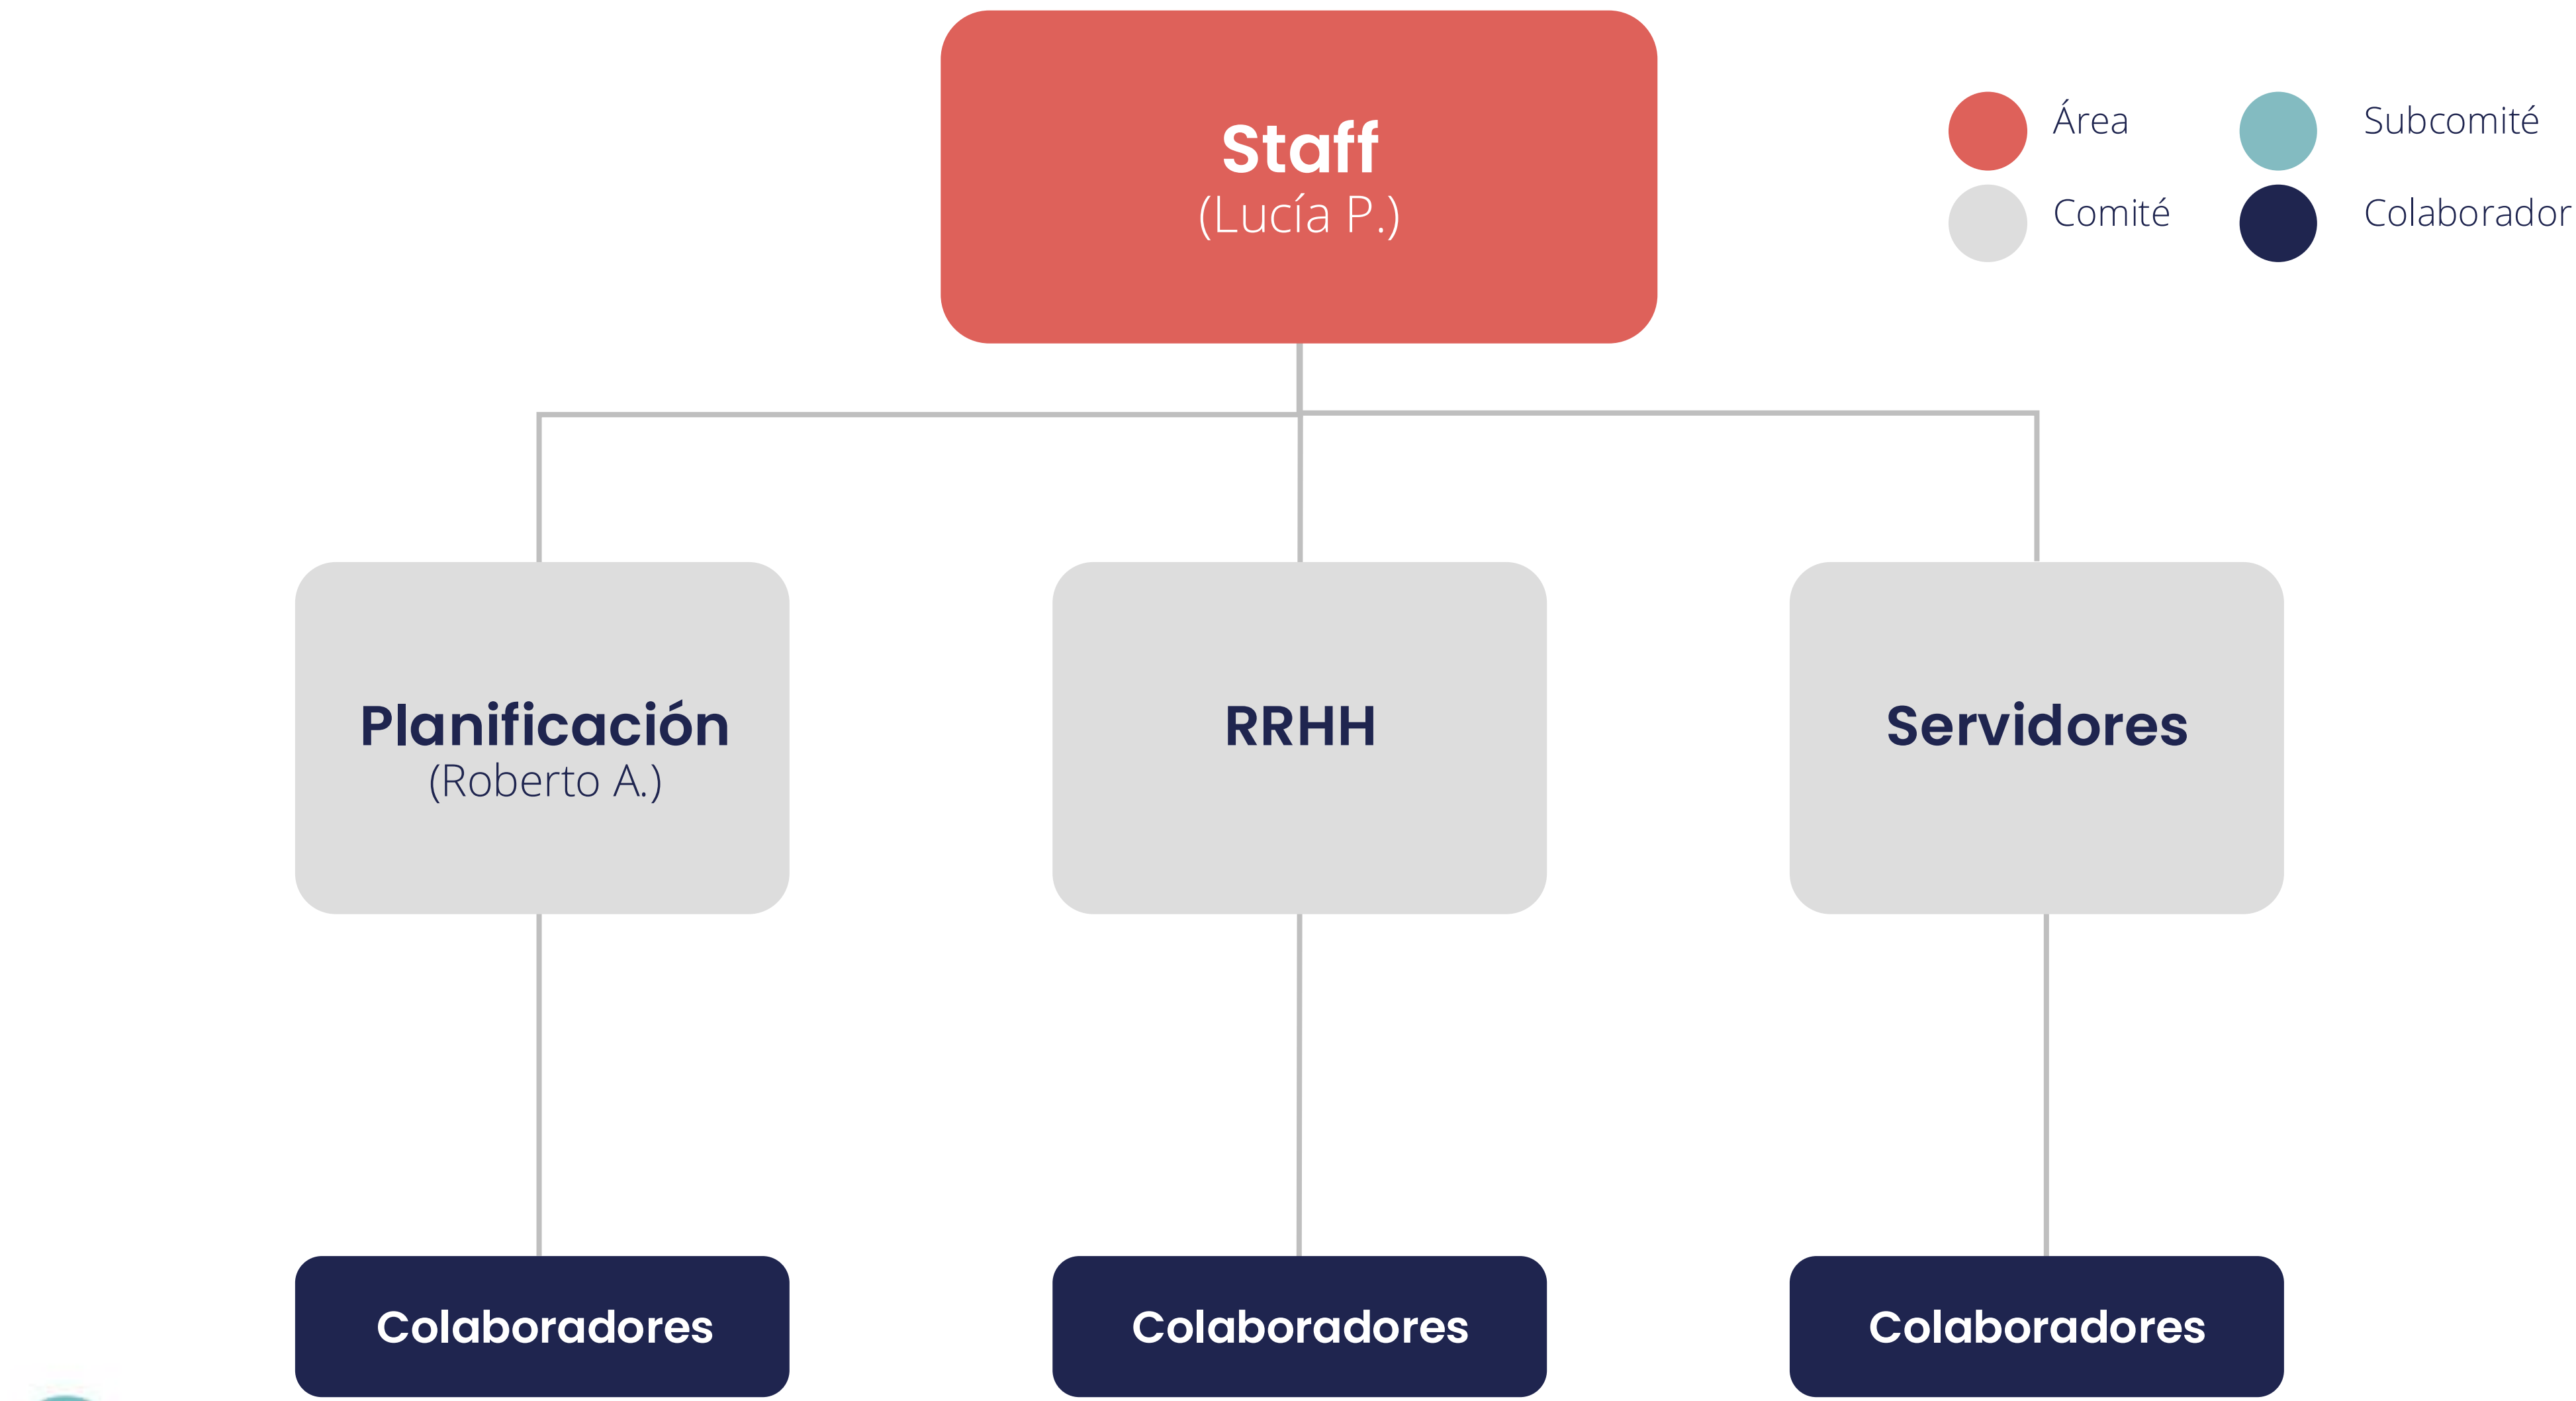 Staff
(Lucía P.)
Área
Subcomité
Comité
Colaborador
Planificación
(Roberto A.)
RRHH
Servidores
Colaboradores
Colaboradores
Colaboradores